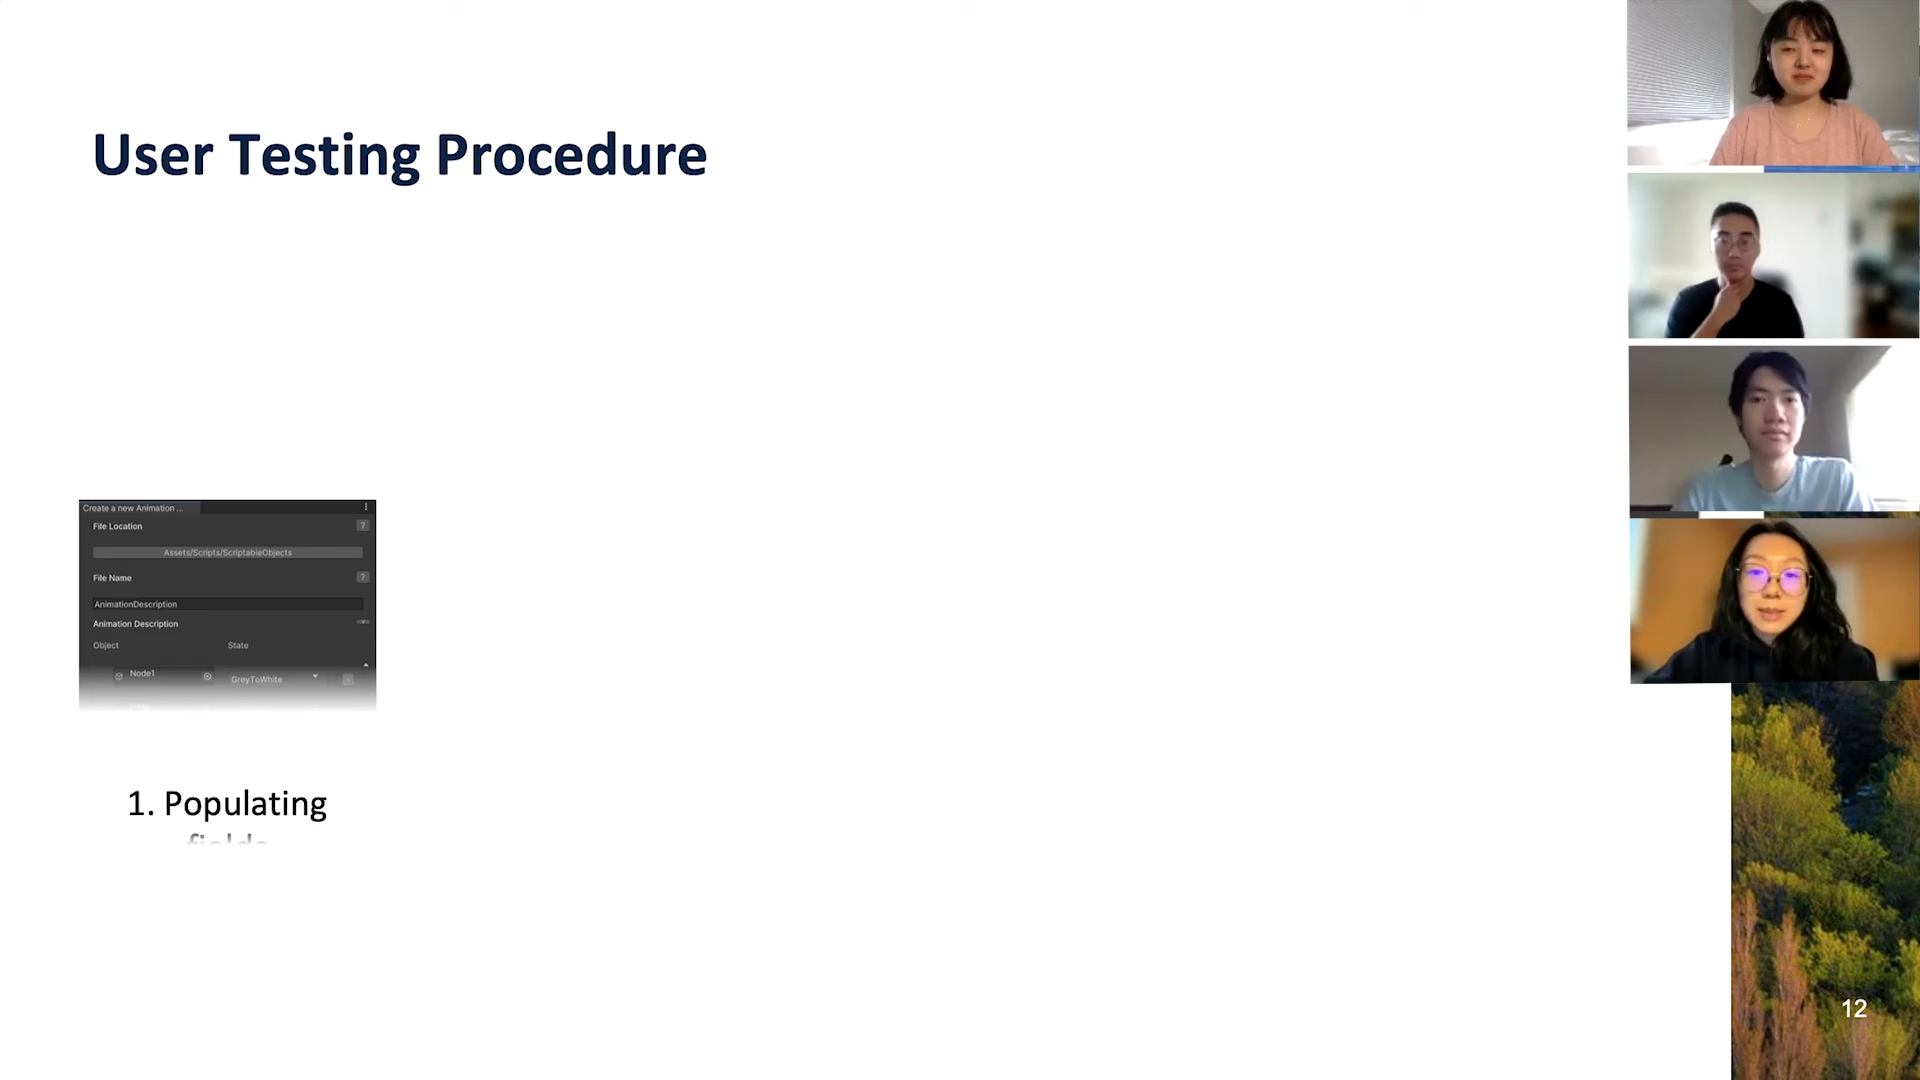 User Testing Procedure
Create a new Animation ...
File Location
?
Assets/Scripts/ScriptableObjects
File Name
?
AnimationDescription
Animation Description
Object State
Node1 GreyToWhite
1. Populating
fields
12